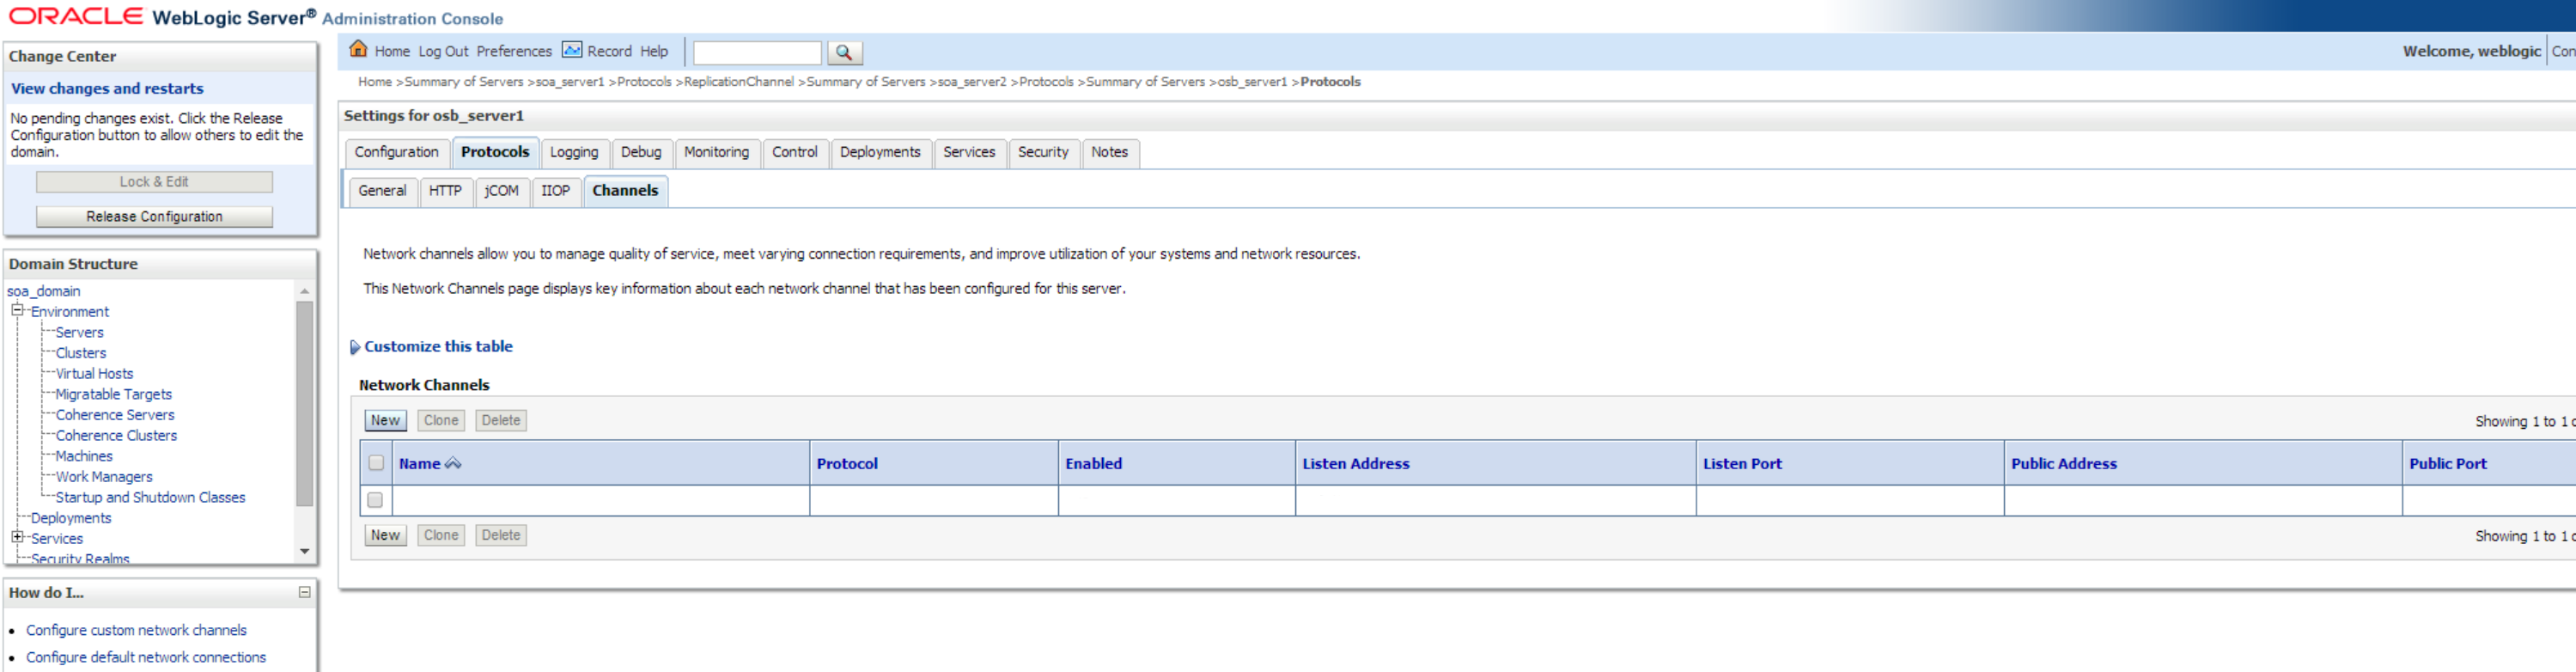 ORACLE WebLogic Server® Administration Console
Change Center
View changes and restarts
No pending changes exist. Click the Release
Configuration button to allow others to edit the
domain.
Lock & Edit
Release Configuration
Domain Structure
soa_domain
Environment
Servers
Clusters
Virtual Hosts
Migratable Targets
Coherence Servers
Coherence Clusters
Machines
Work Managers
Startup and Shutdown Classes
Deployments
Services
Security Realms
How do I...
Configure custom network channels
Configure default network connections
Home Log Out Preferences Record Help
Welcome, weblogic Con
Home >Summary of Servers >soa_server1 >Protocols >ReplicationChannel >Summary of Servers >soa_server2 >Protocols >Summary of Servers >osb_server1 >Protocols
Settings for osb_server1
Configuration Protocols Logging Debug Monitoring Control Deployments Services Security Notes
General HTTP jCOM IIOP Channels
Network channels allow you to manage quality of service, meet varying connection requirements, and improve utilization of your systems and network resources.
This Network Channels page displays key information about each network channel that has been configured for this server.
Customize this table
Network Channels
New Clone Delete Showing 1 to 1
Name Protocol Enabled Listen Address Listen Port Public Address Public Port
New Clone Delete Showing 1 to 1